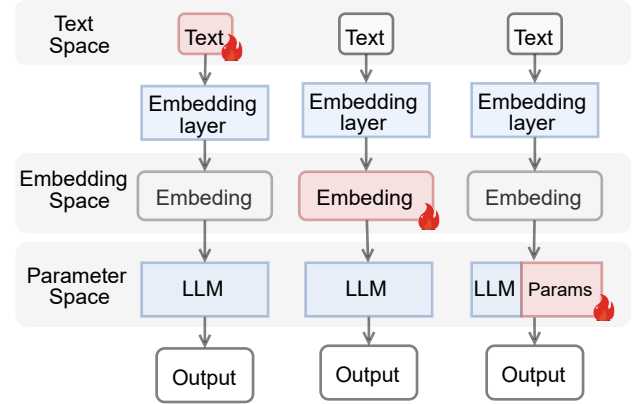 Text
Space
Text
Text
Text
Embedding
layer
Embedding
layer
Embedding
layer
Embedding
Space
Embeding
Embeding
Embeding
Parameter
Space
LLM
LLM
LLM
Params
Output
Output
Output